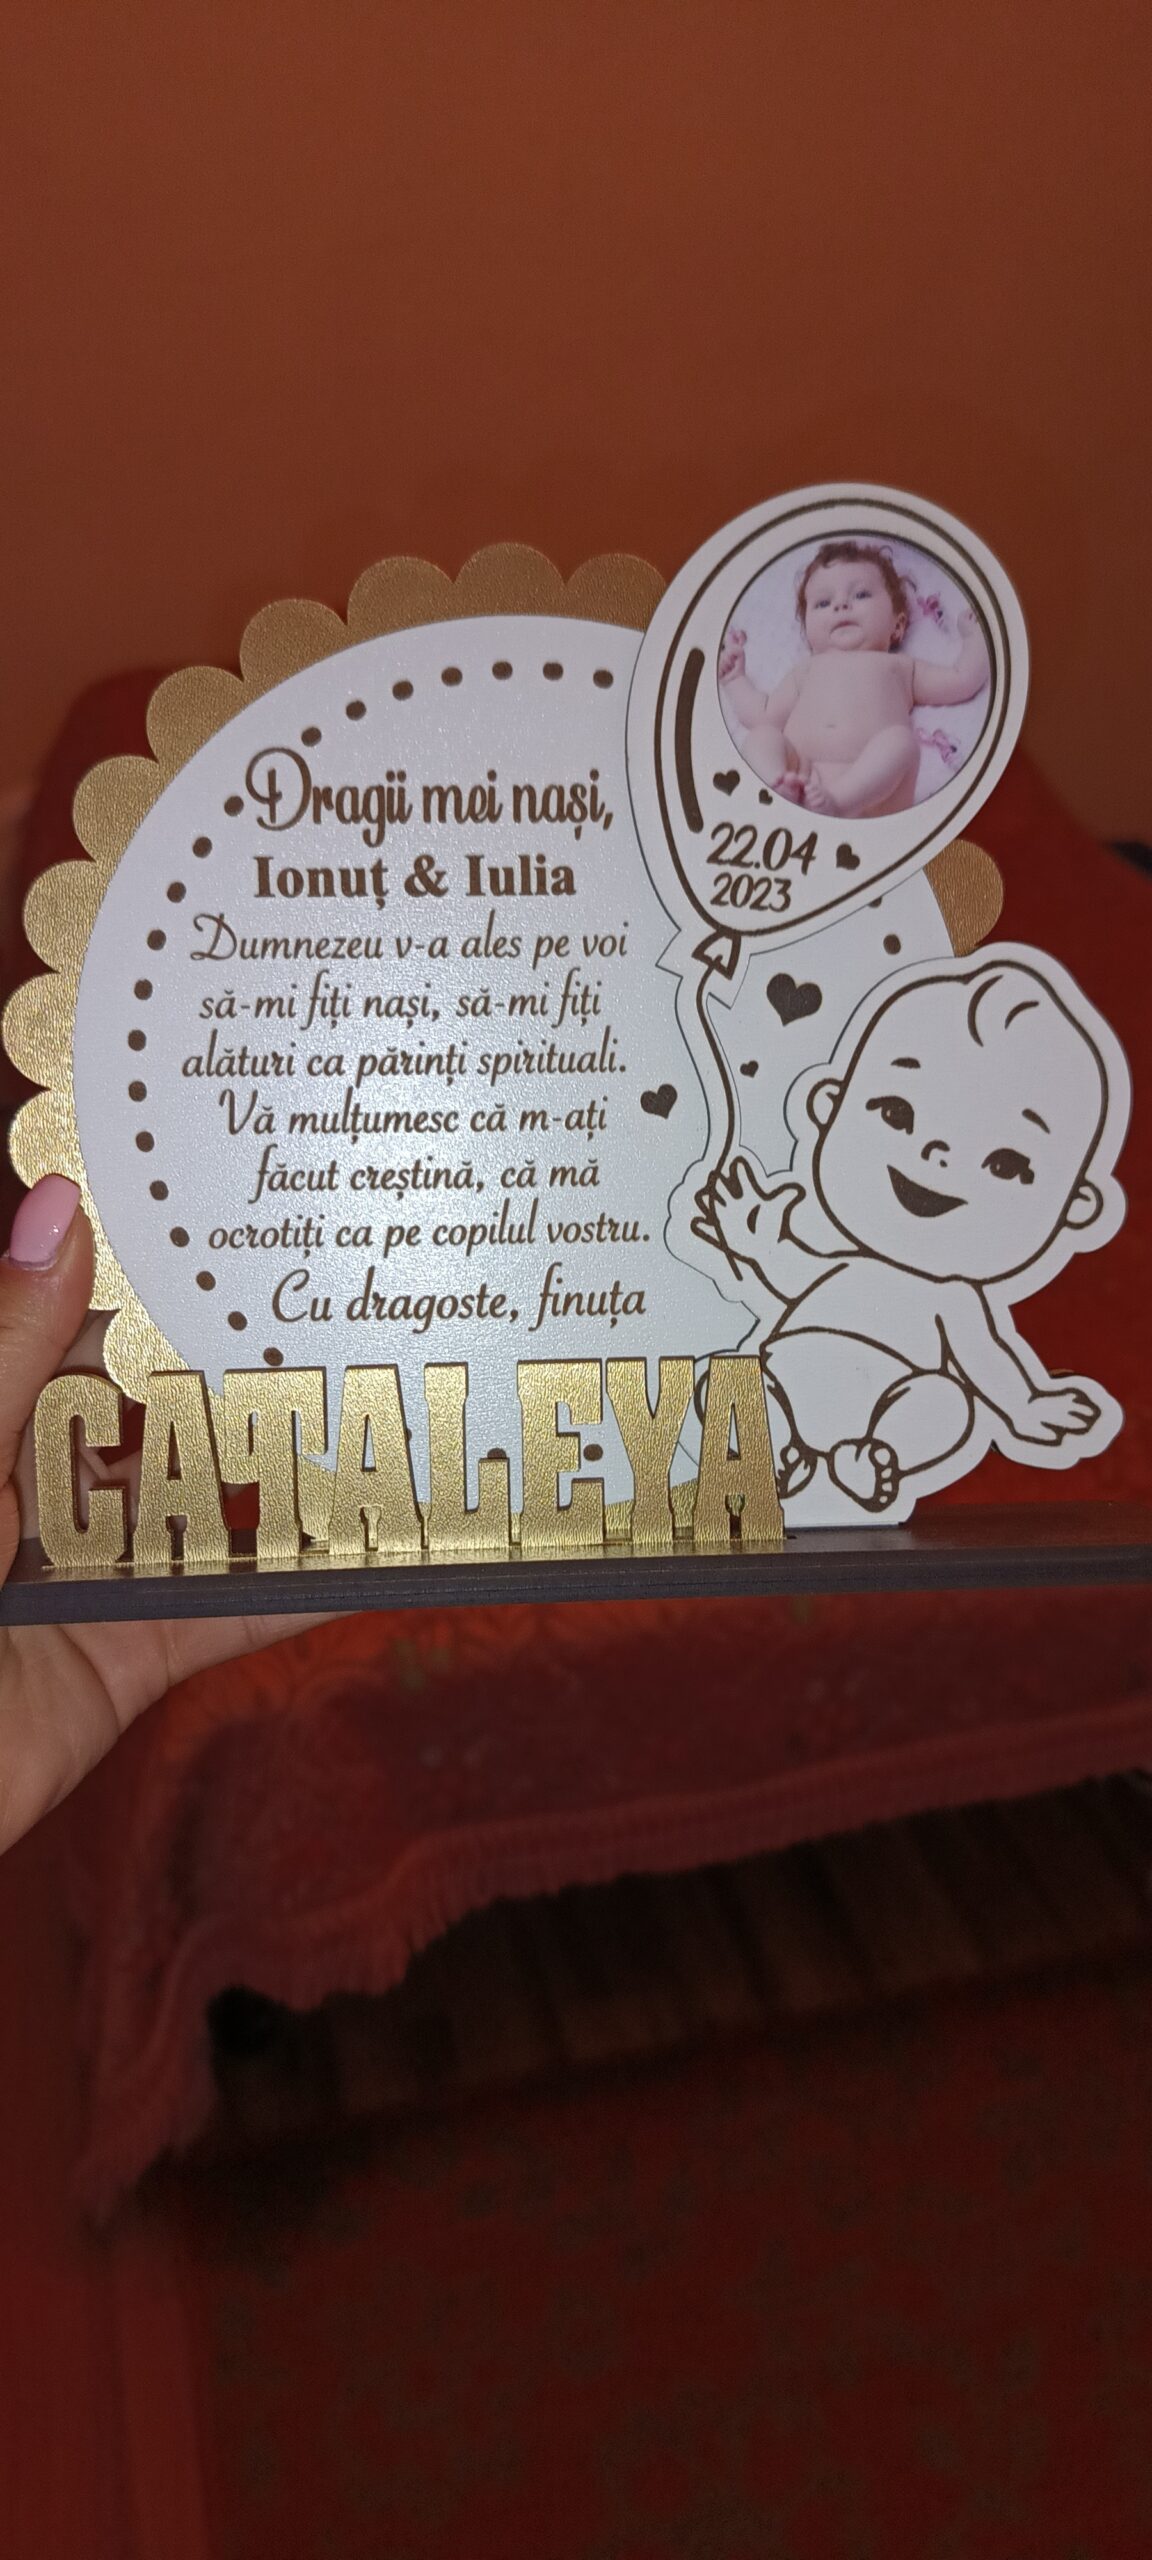 Dragii mei nași,
Ionuț & Iulia
Dumnezeu v-a ales pe voi
să-mi fiți nași, să-mi fiți
alături ca părinți spirituali.
Vă mulțumesc că m-ați
făcut creștină, că mă
ocrotiți ca pe copilul vostru.
Cu dragoste, finuța
CATALEYA
22.04
2023